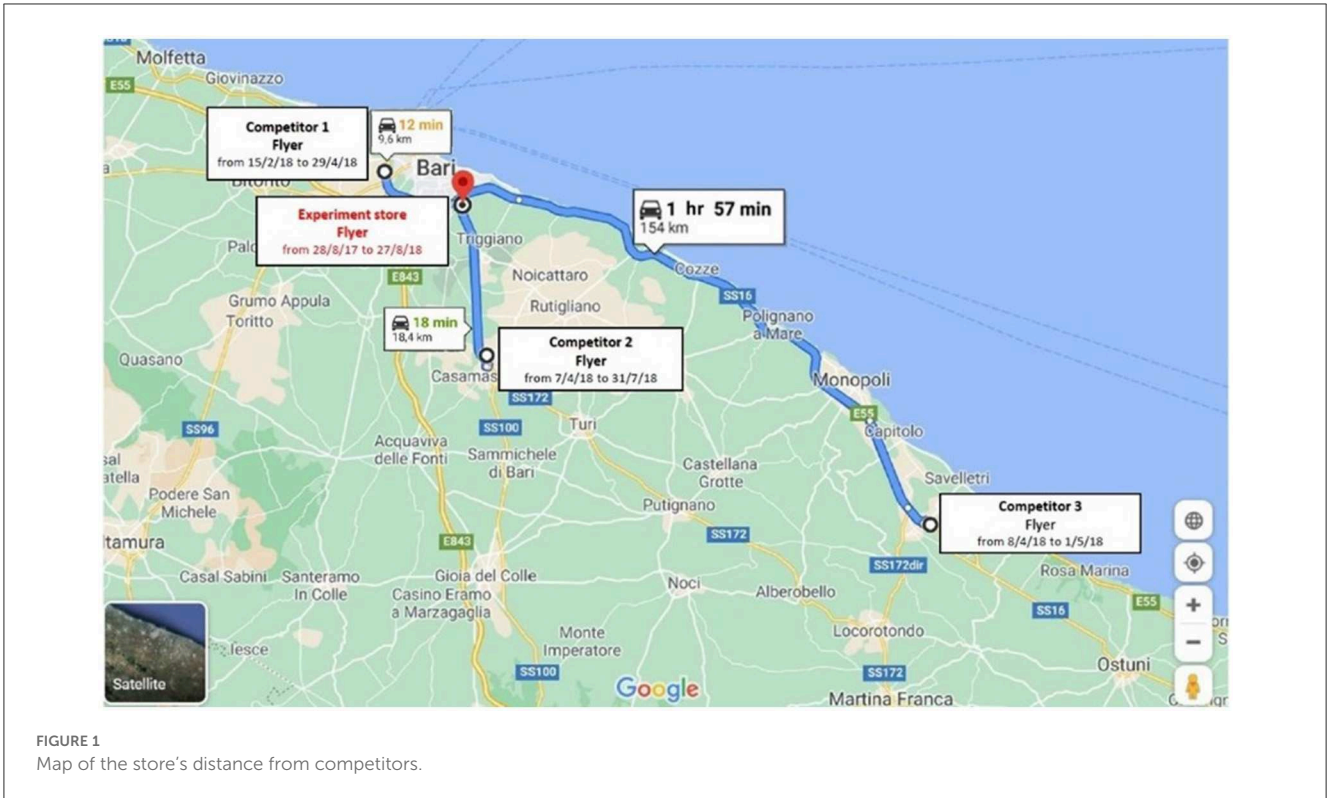 Molfetta
Giovinazzo
E55
Competitor 1
Flyer
from 15/2/18 to 29/4/18
12 min
9,6 km
Bari
Bitonto
Experiment store
Flyer
from 28/8/17 to 27/8/18
1 hr 57 min
154 km
Triggiano
E843
Noicattaro
Cozze
Rutigliano
SS16
Grumo Appula
Toritto
Polignano
a Mare
18 min
18,4 km
Competitor 2
Flyer
from 7/4/18 to 31/7/18
Quasano
Casamas
Monopoli
SS172
E55
SS96
SS100
Turi
Capitolo
Acquaviva
delle Fonti
Sammichele
di Bari
Castellana
Grotte
Savelletri
Podere San
Michele
Putignano
Competitor 3
Flyer
from 8/4/18 to 1/5/18
ltamura
E843
SS172
SS172dir
Rosa Marina
Casal Sabini
Santeramo
In Colle
Gioia del Colle
Casino Eramo
a Marzagaglia
Noci
Alberobello
E55
SS16
Iesce
Monte
Imperatore
Locorotondo
Ostuni
SS100
SS172
Satellite
Google
Martina Franca
FIGURE 1
Map of the store's distance from competitors.